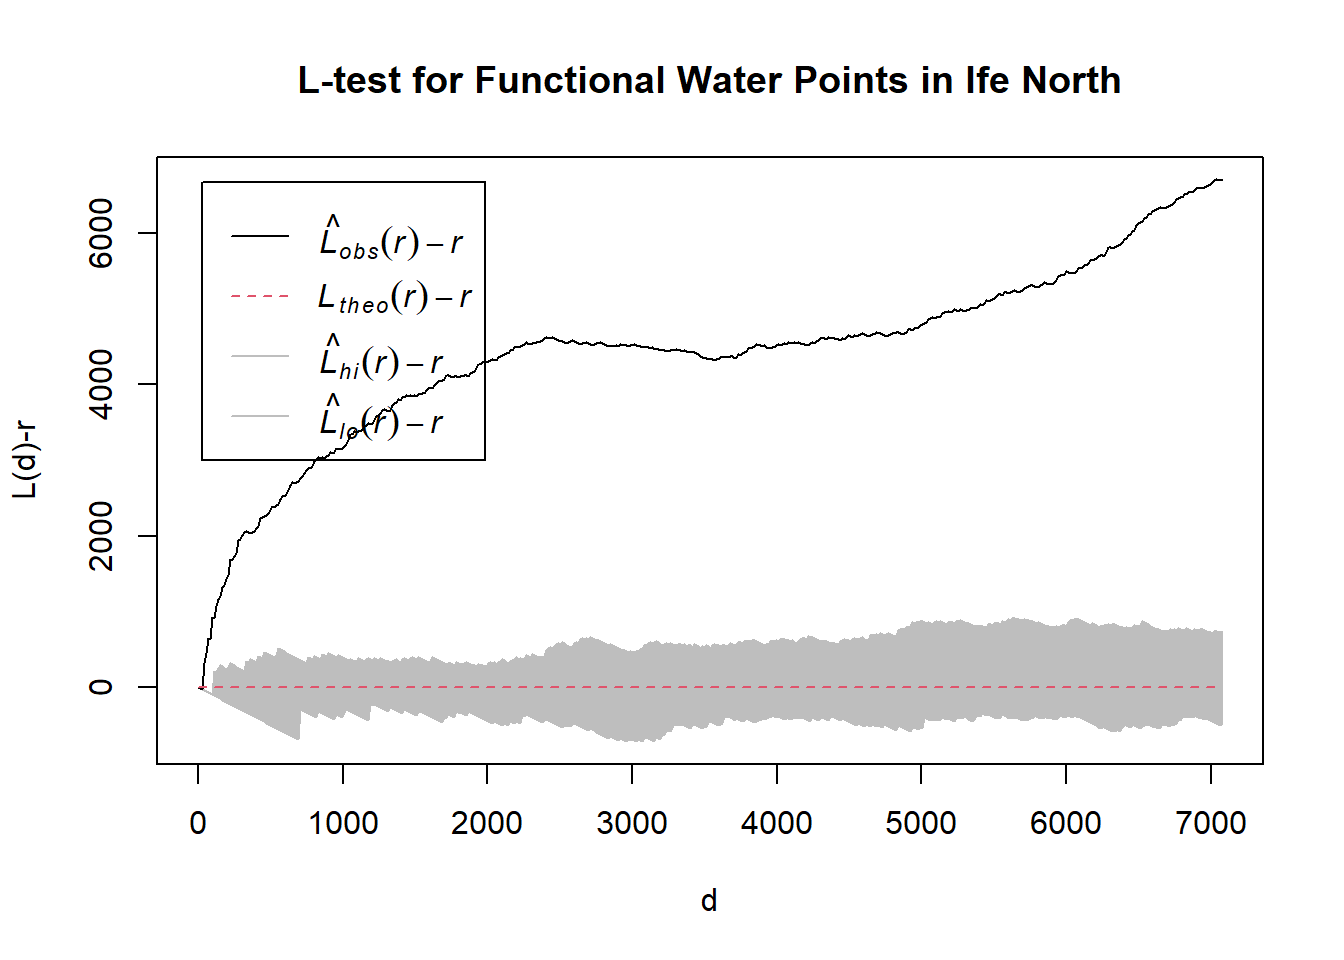 L-test for Functional Water Points in Ife North
L̂obs(r) – r
Ltheo(r) – r
L̂hi(r) – r
L̂lo(r) – r
L(d)-r
6000
4000
2000
0
0 1000 2000 3000 4000 5000 6000 7000
d